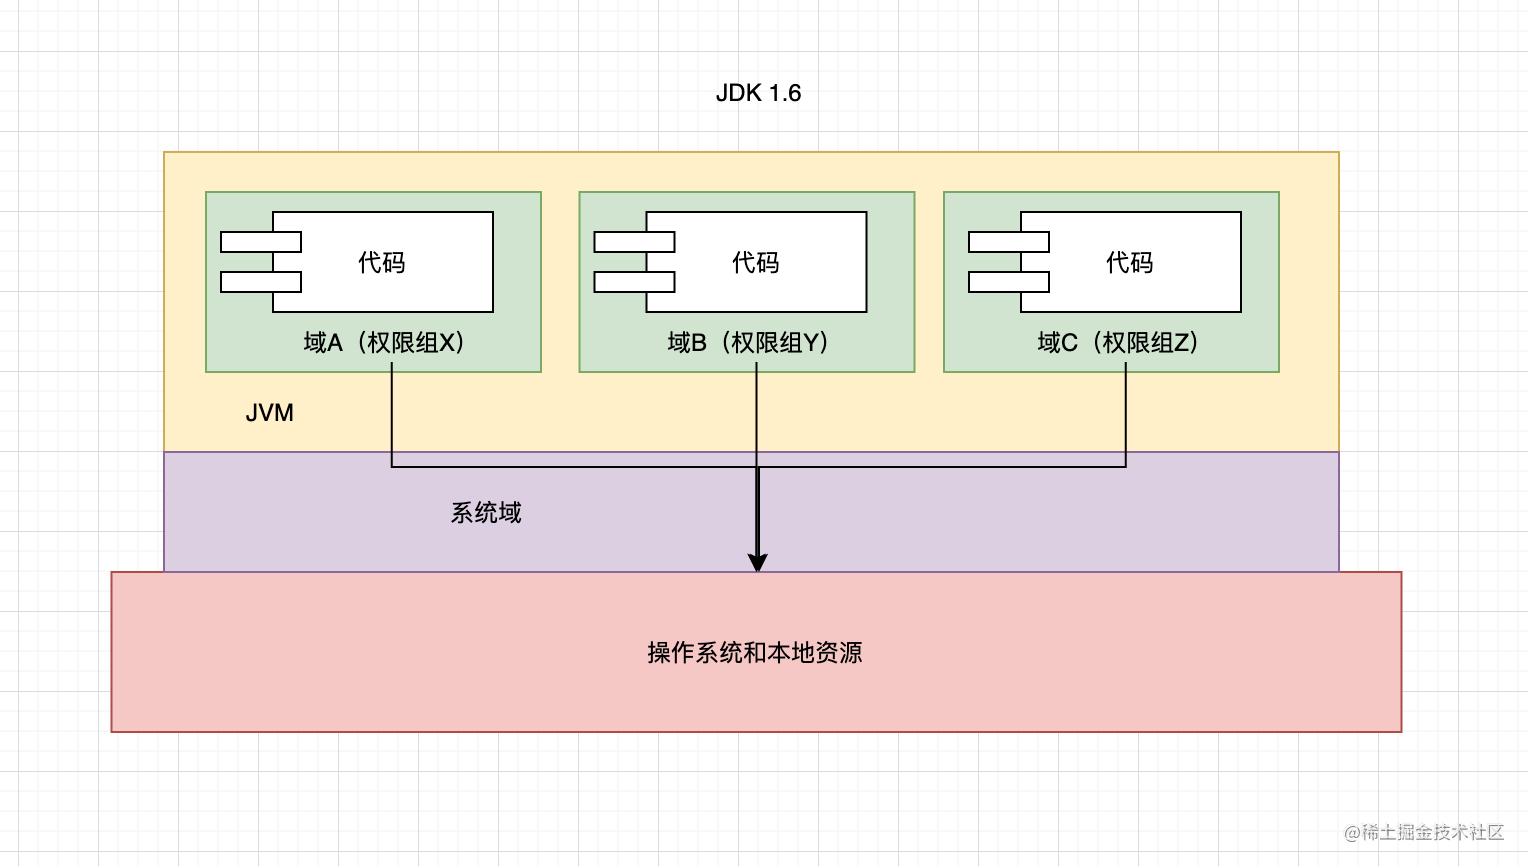 JDK 1.6
代码
代码
代码
域A（权限组X）
域B（权限组Y）
域C（权限组Z）
JVM
系统域
操作系统和本地资源
@稀土掘金技术社区